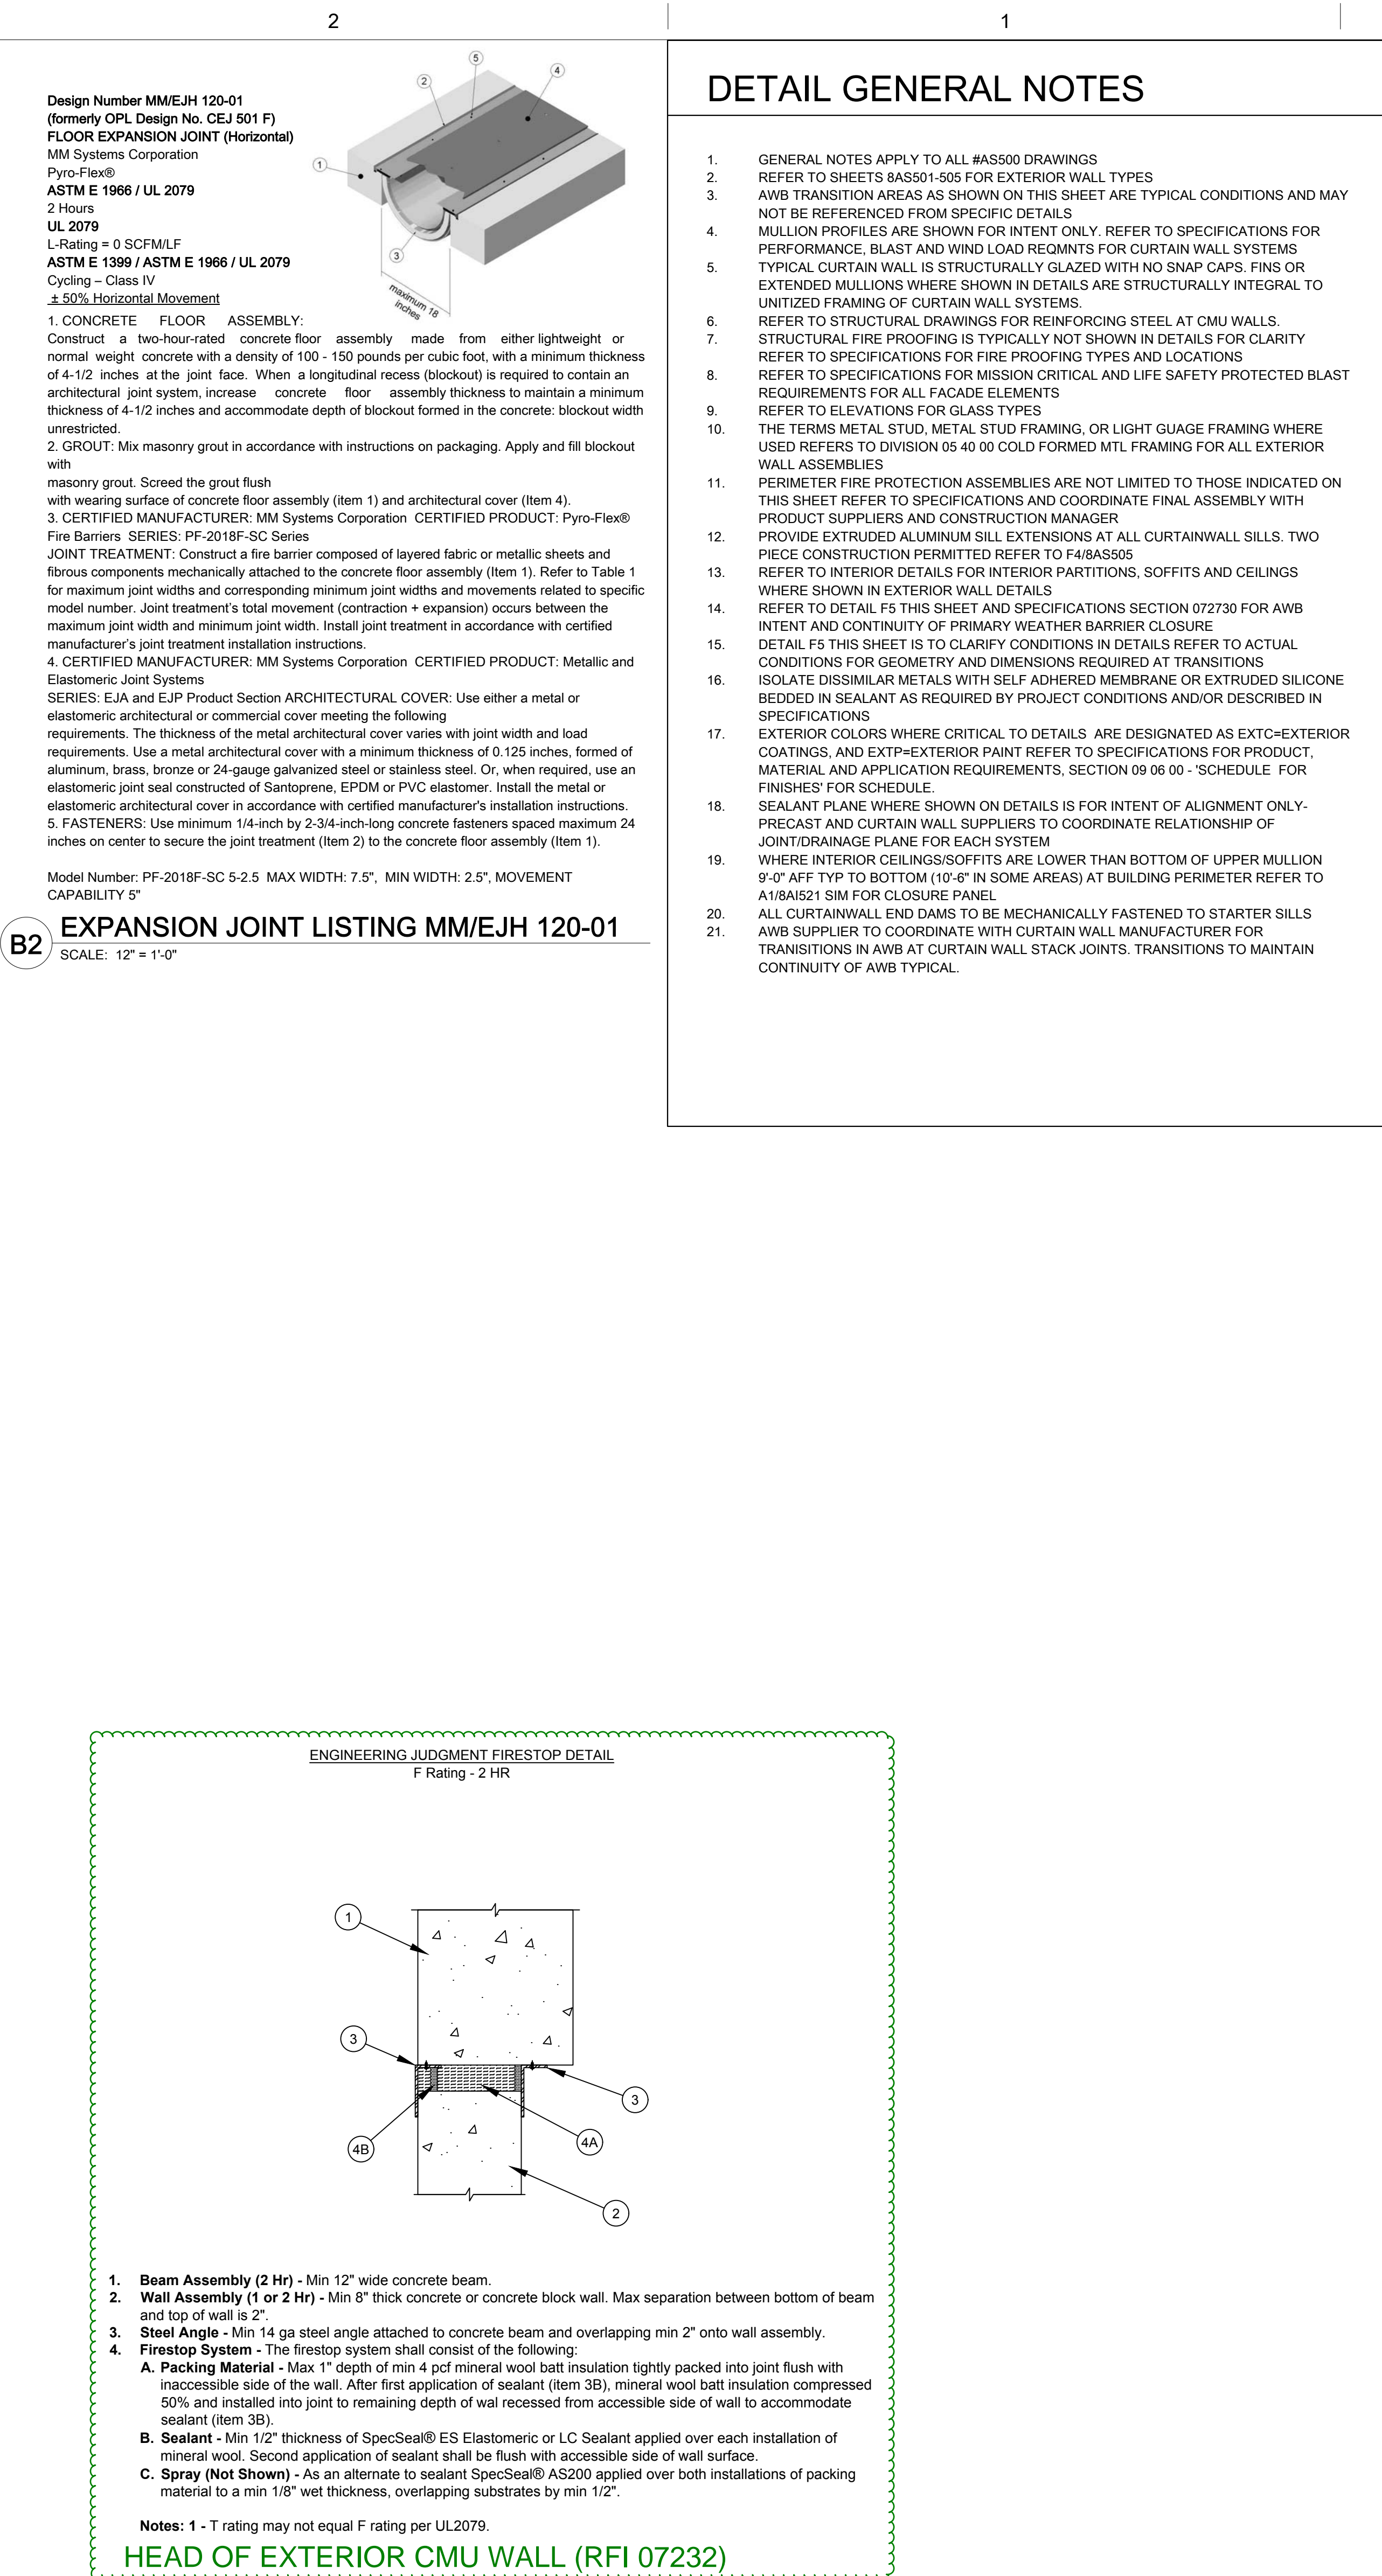 2
1
Design Number MM/EJH 120-01
(formerly OPL Design No. CEJ 501 F)
FLOOR EXPANSION JOINT (Horizontal)
MM Systems Corporation
Pyro-Flex®
ASTM E 1966 / UL 2079
2 Hours
UL 2079
L-Rating = 0 SCFM/LF
ASTM E 1399 / ASTM E 1966 / UL 2079
Cycling – Class IV
± 50% Horizontal Movement
1
2
5
4
3
maximum 18
inches
1. CONCRETE FLOOR ASSEMBLY:
Construct a two-hour-rated concrete floor assembly made from either lightweight or
normal weight concrete with a density of 100 - 150 pounds per cubic foot, with a minimum thickness
of 4-1/2 inches at the joint face. When a longitudinal recess (blockout) is required to contain an
architectural joint system, increase concrete floor assembly thickness to maintain a minimum
thickness of 4-1/2 inches and accommodate depth of blockout formed in the concrete: blockout width
unrestricted.
2. GROUT: Mix masonry grout in accordance with instructions on packaging. Apply and fill blockout
with
masonry grout. Screed the grout flush
with wearing surface of concrete floor assembly (item 1) and architectural cover (Item 4).
3. CERTIFIED MANUFACTURER: MM Systems Corporation CERTIFIED PRODUCT: Pyro-Flex®
Fire Barriers SERIES: PF-2018F-SC Series
JOINT TREATMENT: Construct a fire barrier composed of layered fabric or metallic sheets and
fibrous components mechanically attached to the concrete floor assembly (Item 1). Refer to Table 1
for maximum joint widths and corresponding minimum joint widths and movements related to specific
model number. Joint treatment's total movement (contraction + expansion) occurs between the
maximum joint width and minimum joint width. Install joint treatment in accordance with certified
manufacturer's joint treatment installation instructions.
4. CERTIFIED MANUFACTURER: MM Systems Corporation CERTIFIED PRODUCT: Metallic and
Elastomeric Joint Systems
SERIES: EJA and EJP Product Section ARCHITECTURAL COVER: Use either a metal or
elastomeric architectural or commercial cover meeting the following
requirements. The thickness of the metal architectural cover varies with joint width and load
requirements. Use a metal architectural cover with a minimum thickness of 0.125 inches, formed of
aluminum, brass, bronze or 24-gauge galvanized steel or stainless steel. Or, when required, use an
elastomeric joint seal constructed of Santoprene, EPDM or PVC elastomer. Install the metal or
elastomeric architectural cover in accordance with certified manufacturer's installation instructions.
5. FASTENERS: Use minimum 1/4-inch by 2-3/4-inch-long concrete fasteners spaced maximum 24
inches on center to secure the joint treatment (Item 2) to the concrete floor assembly (Item 1).
Model Number: PF-2018F-SC 5-2.5 MAX WIDTH: 7.5", MIN WIDTH: 2.5", MOVEMENT
CAPABILITY 5"
B2
EXPANSION JOINT LISTING MM/EJH 120-01
SCALE: 12" = 1'-0"
DETAIL GENERAL NOTES
1. GENERAL NOTES APPLY TO ALL #AS500 DRAWINGS
2. REFER TO SHEETS 8AS501-505 FOR EXTERIOR WALL TYPES
3. AWB TRANSITION AREAS AS SHOWN ON THIS SHEET ARE TYPICAL CONDITIONS AND MAY
NOT BE REFERENCED FROM SPECIFIC DETAILS
4. MULLION PROFILES ARE SHOWN FOR INTENT ONLY. REFER TO SPECIFICATIONS FOR
PERFORMANCE, BLAST AND WIND LOAD REQMNTS FOR CURTAIN WALL SYSTEMS
5. TYPICAL CURTAIN WALL IS STRUCTURALLY GLAZED WITH NO SNAP CAPS. FINS OR
EXTENDED MULLIONS WHERE SHOWN IN DETAILS ARE STRUCTURALLY INTEGRAL TO
UNITIZED FRAMING OF CURTAIN WALL SYSTEMS.
6. REFER TO STRUCTURAL DRAWINGS FOR REINFORCING STEEL AT CMU WALLS.
7. STRUCTURAL FIRE PROOFING IS TYPICALLY NOT SHOWN IN DETAILS FOR CLARITY
REFER TO SPECIFICATIONS FOR FIRE PROOFING TYPES AND LOCATIONS
8. REFER TO SPECIFICATIONS FOR MISSION CRITICAL AND LIFE SAFETY PROTECTED BLAST
REQUIREMENTS FOR ALL FACADE ELEMENTS
9. REFER TO ELEVATIONS FOR GLASS TYPES
10. THE TERMS METAL STUD, METAL STUD FRAMING, OR LIGHT GUAGE FRAMING WHERE
USED REFERS TO DIVISION 05 40 00 COLD FORMED MTL FRAMING FOR ALL EXTERIOR
WALL ASSEMBLIES
11. PERIMETER FIRE PROTECTION ASSEMBLIES ARE NOT LIMITED TO THOSE INDICATED ON
THIS SHEET REFER TO SPECIFICATIONS AND COORDINATE FINAL ASSEMBLY WITH
PRODUCT SUPPLIERS AND CONSTRUCTION MANAGER
12. PROVIDE EXTRUDED ALUMINUM SILL EXTENSIONS AT ALL CURTAINWALL SILLS. TWO
PIECE CONSTRUCTION PERMITTED REFER TO F4/8AS505
13. REFER TO INTERIOR DETAILS FOR INTERIOR PARTITIONS, SOFFITS AND CEILINGS
WHERE SHOWN IN EXTERIOR WALL DETAILS
14. REFER TO DETAIL F5 THIS SHEET AND SPECIFICATIONS SECTION 072730 FOR AWB
INTENT AND CONTINUITY OF PRIMARY WEATHER BARRIER CLOSURE
15. DETAIL F5 THIS SHEET IS TO CLARIFY CONDITIONS IN DETAILS REFER TO ACTUAL
CONDITIONS FOR GEOMETRY AND DIMENSIONS REQUIRED AT TRANSITIONS
16. ISOLATE DISSIMILAR METALS WITH SELF ADHERED MEMBRANE OR EXTRUDED SILICONE
BEDDED IN SEALANT AS REQUIRED BY PROJECT CONDITIONS AND/OR DESCRIBED IN
SPECIFICATIONS
17. EXTERIOR COLORS WHERE CRITICAL TO DETAILS ARE DESIGNATED AS EXTC=EXTERIOR
COATINGS, AND EXTP=EXTERIOR PAINT REFER TO SPECIFICATIONS FOR PRODUCT,
MATERIAL AND APPLICATION REQUIREMENTS, SECTION 09 06 00 - 'SCHEDULE FOR
FINISHES' FOR SCHEDULE.
18. SEALANT PLANE WHERE SHOWN ON DETAILS IS FOR INTENT OF ALIGNMENT ONLY-
PRECAST AND CURTAIN WALL SUPPLIERS TO COORDINATE RELATIONSHIP OF
JOINT/DRAINAGE PLANE FOR EACH SYSTEM
19. WHERE INTERIOR CEILINGS/SOFFITS ARE LOWER THAN BOTTOM OF UPPER MULLION
9'-0" AFF TYP TO BOTTOM (10'-6" IN SOME AREAS) AT BUILDING PERIMETER REFER TO
A1/8AI521 SIM FOR CLOSURE PANEL
20. ALL CURTAINWALL END DAMS TO BE MECHANICALLY FASTENED TO STARTER SILLS
21. AWB SUPPLIER TO COORDINATE WITH CURTAIN WALL MANUFACTURER FOR
TRANISITIONS IN AWB AT CURTAIN WALL STACK JOINTS. TRANSITIONS TO MAINTAIN
CONTINUITY OF AWB TYPICAL.
ENGINEERING JUDGMENT FIRESTOP DETAIL
F Rating - 2 HR
1
3
3
4B
4A
2
1. Beam Assembly (2 Hr) - Min 12" wide concrete beam.
2. Wall Assembly (1 or 2 Hr) - Min 8" thick concrete or concrete block wall. Max separation between bottom of beam
and top of wall is 2".
3. Steel Angle - Min 14 ga steel angle attached to concrete beam and overlapping min 2" onto wall assembly.
4. Firestop System - The firestop system shall consist of the following:
A. Packing Material - Max 1" depth of min 4 pcf mineral wool batt insulation tightly packed into joint flush with
inaccessible side of the wall. After first application of sealant (item 3B), mineral wool batt insulation compressed
50% and installed into joint to remaining depth of wal recessed from accessible side of wall to accommodate
sealant (item 3B).
B. Sealant - Min 1/2" thickness of SpecSeal® ES Elastomeric or LC Sealant applied over each installation of
mineral wool. Second application of sealant shall be flush with accessible side of wall surface.
C. Spray (Not Shown) - As an alternate to sealant SpecSeal® AS200 applied over both installations of packing
material to a min 1/8" wet thickness, overlapping substrates by min 1/2".
Notes: 1 - T rating may not equal F rating per UL2079.
HEAD OF EXTERIOR CMU WALL (RFI 07232)